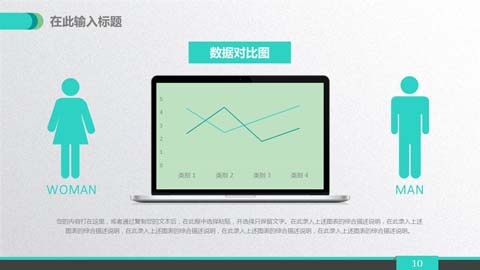 在此输入标题
数据对比图
5
4
3
2
1
0
类别 1 类别 2 类别 3 类别 4
WOMAN
MAN
您的内容打在这里，或者通过复制您的文本后，在此框中选择粘贴，并选择只保留文字。在此录入上述图表的综合描述说明，在此录入上述
图表的综合描述说明，在此录入上述图表的综合描述说明，在此录入上述图表的综合描述说明，在此录入上述图表的综合描述说明。
10